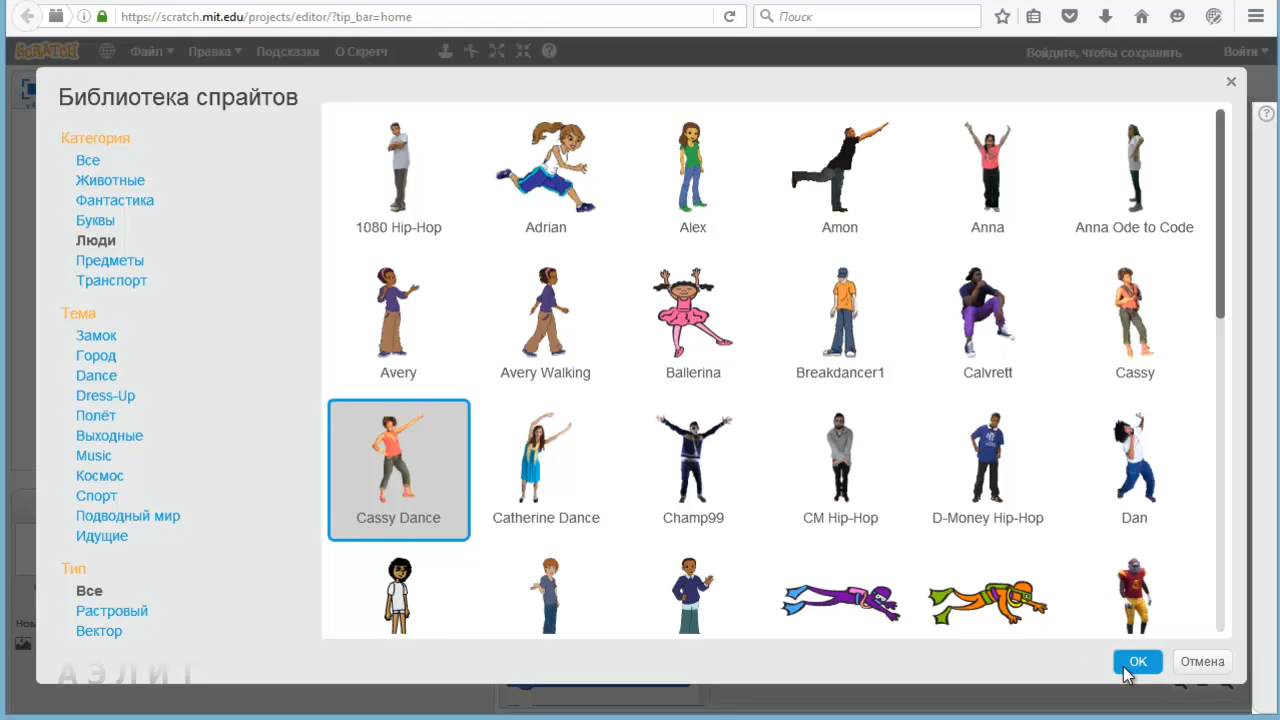 https://scratch.mit.edu/projects/editor/?tip_bar=home
Поиск
SCRATCH
Файл
Правка
Подсказки
О Скретч
Войдите, чтобы сохранить
Войти
Библиотека спрайтов
Категория
Все
Животные
Фантастика
Буквы
Люди
Предметы
Транспорт
Тема
Замок
Город
Dance
Dress-Up
Полёт
Выходные
Music
Космос
Спорт
Подводный мир
Идущие
Тип
Все
Растровый
Вектор
1080 Hip-Hop
Adrian
Alex
Amon
Anna
Anna Ode to Code
Avery
Avery Walking
Ballerina
Breakdancer1
Calvrett
Cassy
Cassy Dance
Catherine Dance
Champ99
CM Hip-Hop
D-Money Hip-Hop
Dan
OK
Отмена
АЭЛИТ